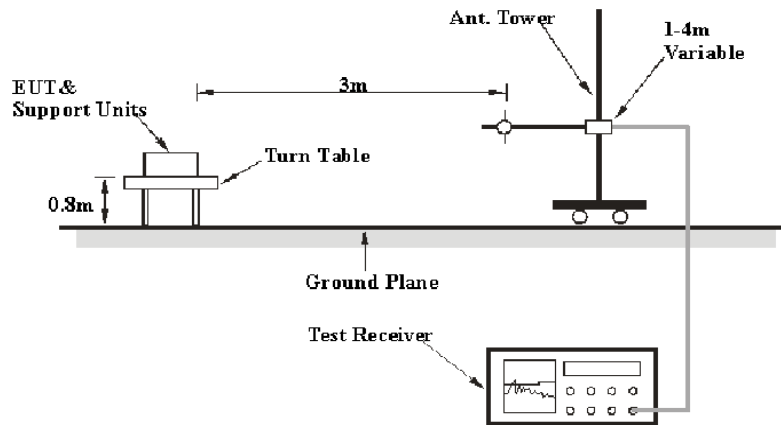 Ant. Tower
1-4m
Variable
EUT &
Support Units
3m
Turn Table
0.8m
Ground Plane
Test Receiver